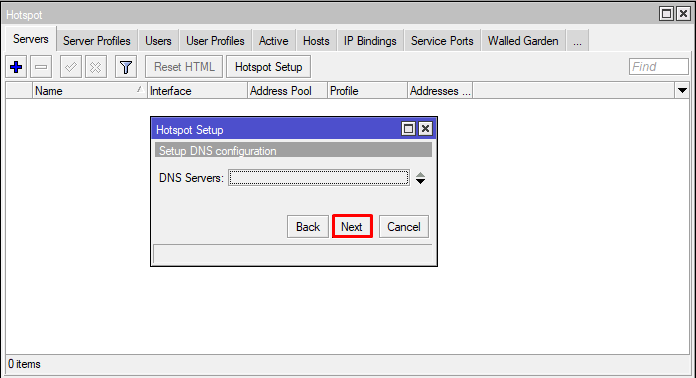 Hotspot
Servers Server Profiles Users User Profiles Active Hosts IP Bindings Service Ports Walled Garden ...
Reset HTML Hotspot Setup Find
Name Interface Address Pool Profile Addresses ...
Hotspot Setup
Setup DNS configuration
DNS Servers:
Back Next Cancel
0 items